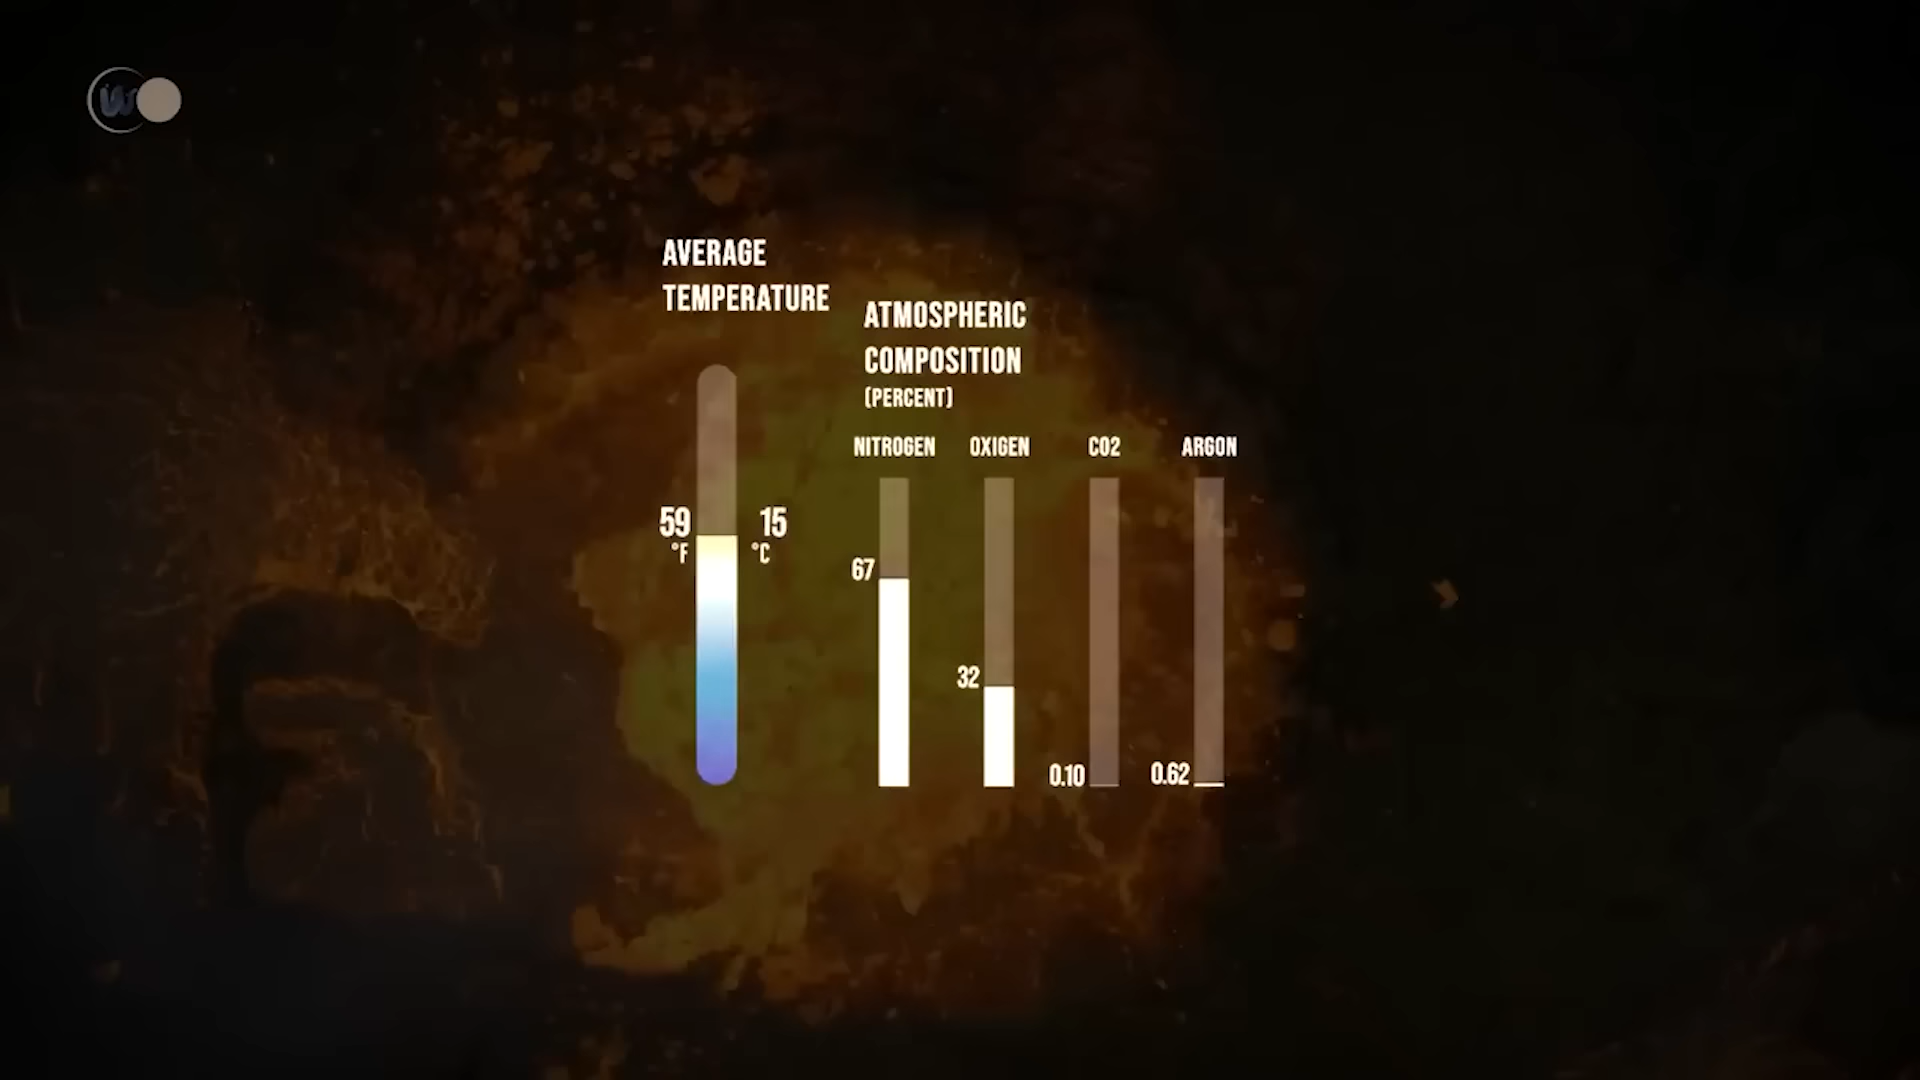 W
AVERAGE
TEMPERATURE
59
°F
15
°C
ATMOSPHERIC
COMPOSITION
(PERCENT)
NITROGEN OXIGEN CO2 ARGON
67
32
0.10
0.62